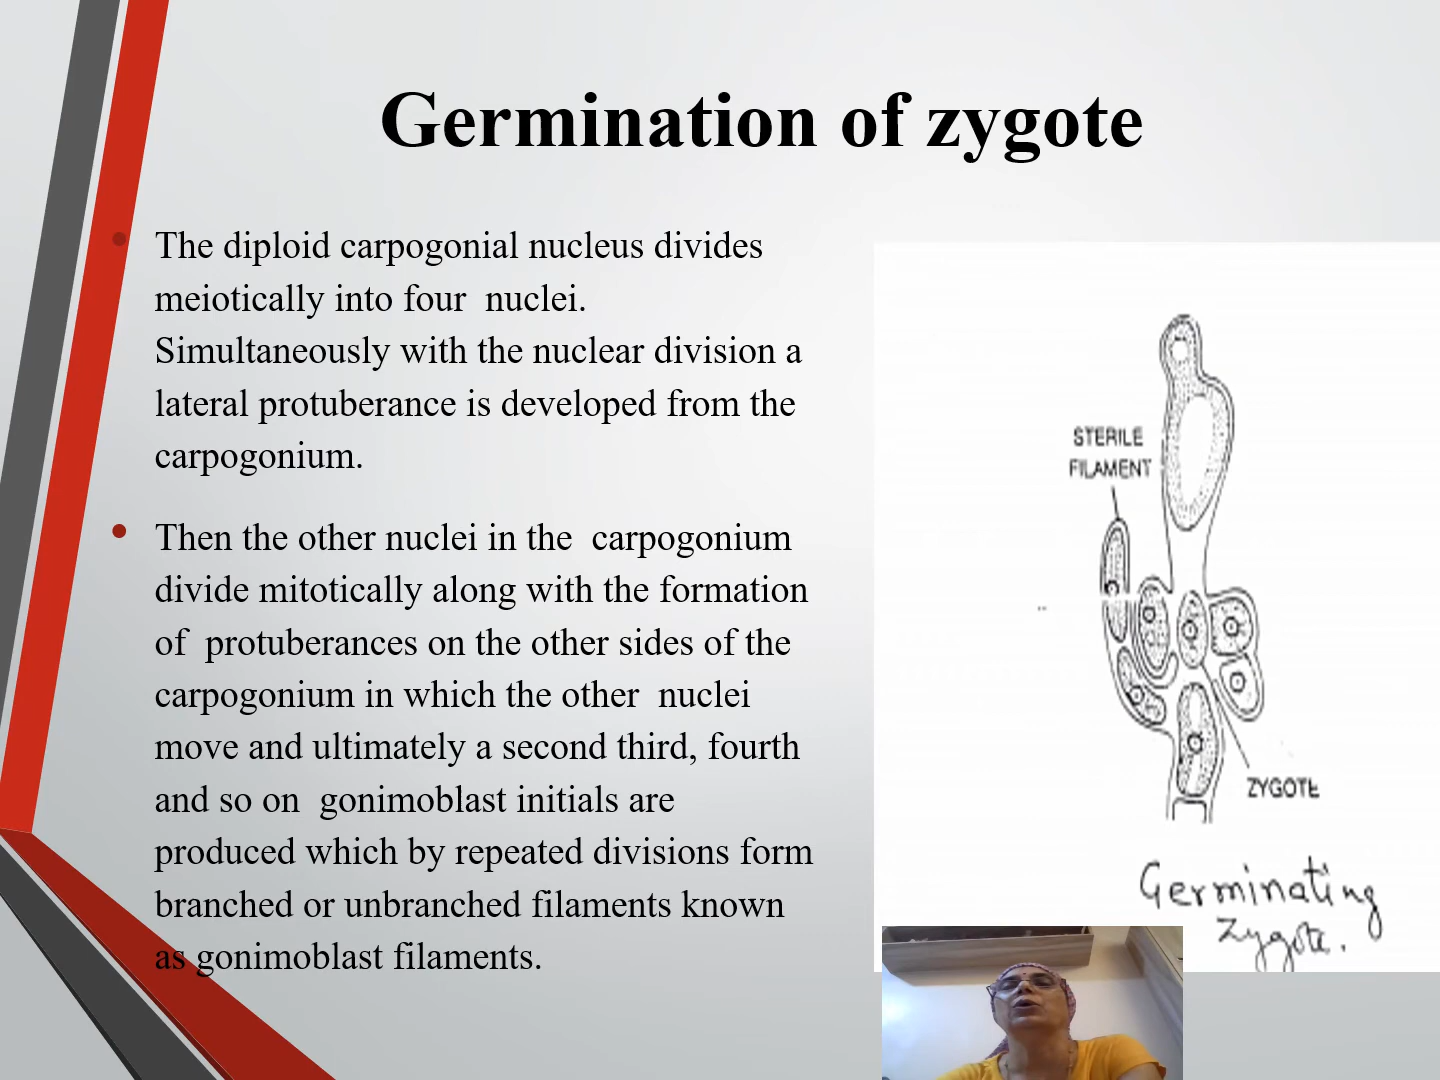 Germination of zygote
• The diploid carpogonial nucleus divides
meiotically into four nuclei.
Simultaneously with the nuclear division a
lateral protuberance is developed from the
carpogonium.
• Then the other nuclei in the carpogonium
divide mitotically along with the formation
of protuberances on the other sides of the
carpogonium in which the other nuclei
move and ultimately a second third, fourth
and so on gonimoblast initials are
produced which by repeated divisions form
branched or unbranched filaments known
as gonimoblast filaments.
STERILE
FILAMENT
ZYGOTE
Germinating
Zygote.